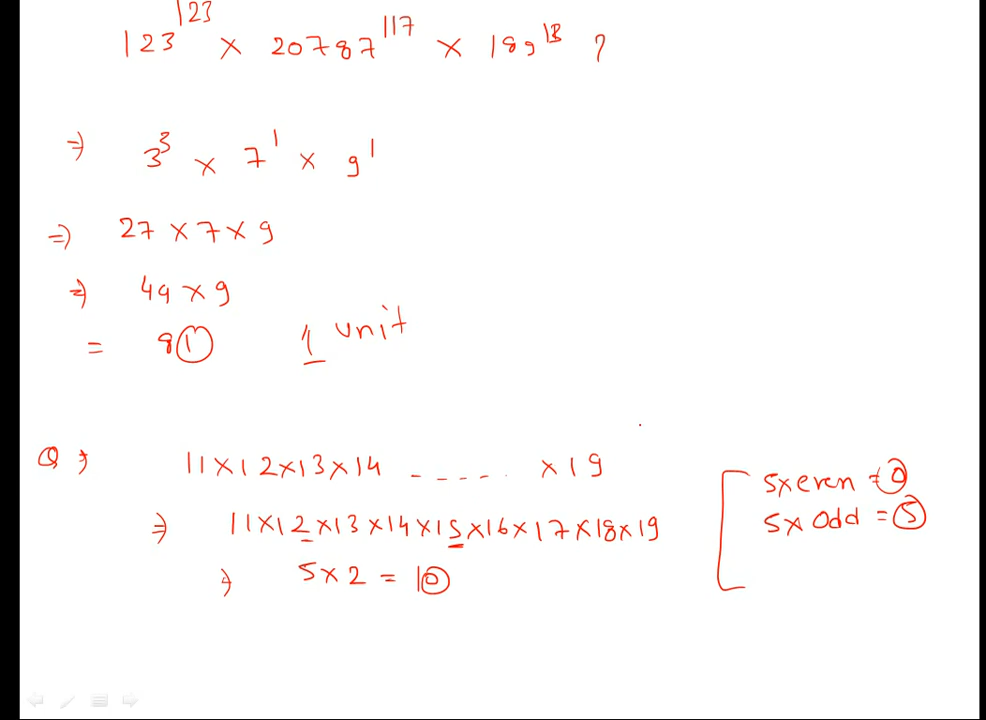 123^123 × 20787^117 × 189^13 ?
⇒ 3^3 × 7^1 × 9^1
⇒ 27 × 7 × 9
⇒ 49 × 9
= 81 1 unit
Q⇒ 11×12×13×14 ------ ×19
⇒ 11×12×13×14×15×16×17×18×19
⇒ 5×2 = 10
5×even = 0
5×odd = 5